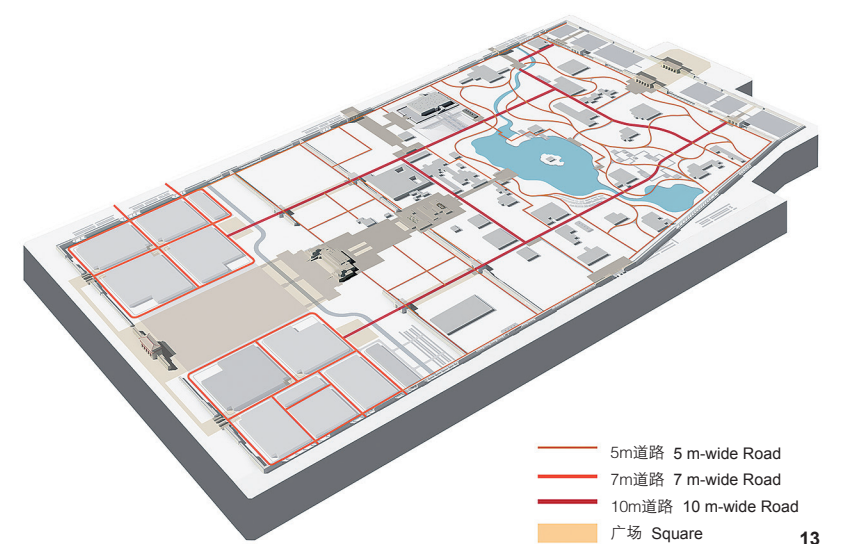 5m道路 5 m-wide Road
7m道路 7 m-wide Road
10m道路 10 m-wide Road
广场 Square
13